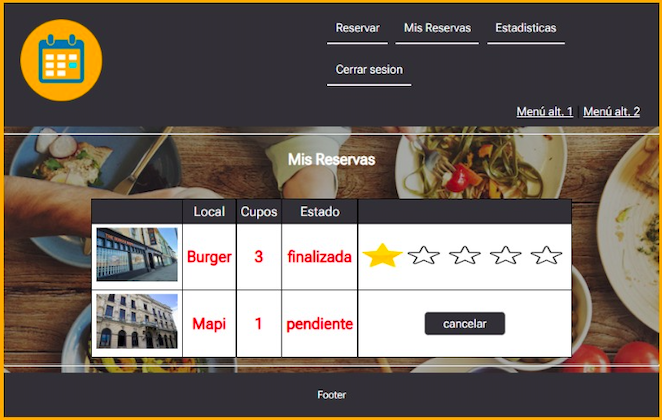 Reservar Mis Reservas Estadisticas
Cerrar sesion
Menú alt. 1 | Menú alt. 2
Mis Reservas
Local Cupos Estado
Burger 3 finalizada
Mapi 1 pendiente cancelar
Footer